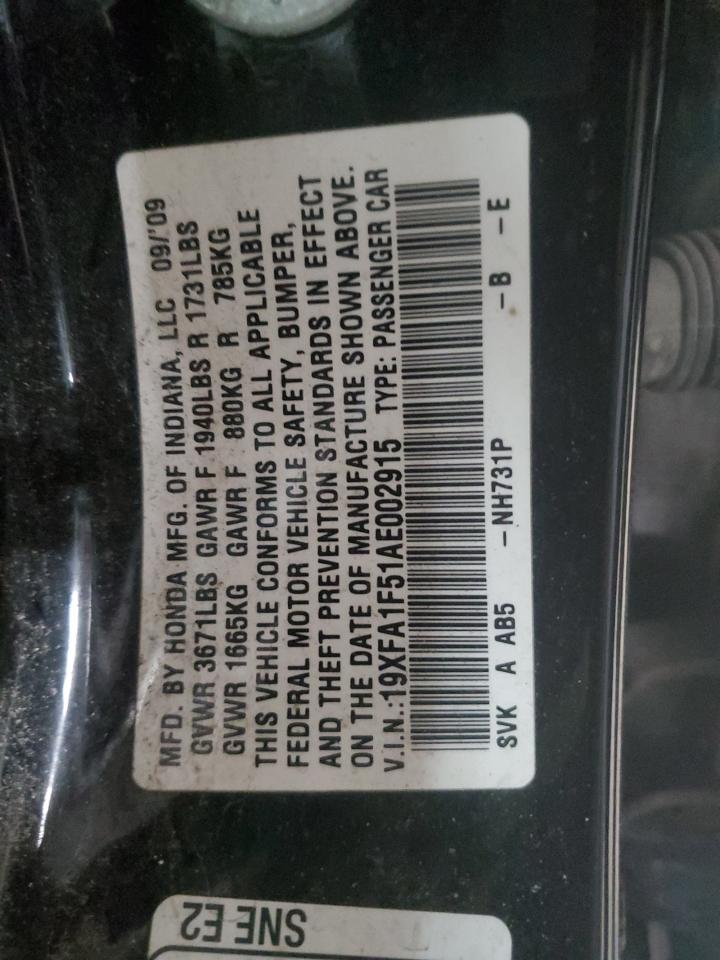 MFD. BY HONDA MFG. OF INDIANA, LLC 09/'09
GVWR 3671LBS GAWR F 1940LBS R 1731LBS
GVWR 1665KG GAWR F 880KG R 785KG
THIS VEHICLE CONFORMS TO ALL APPLICABLE
FEDERAL MOTOR VEHICLE SAFETY, BUMPER,
AND THEFT PREVENTION STANDARDS IN EFFECT
ON THE DATE OF MANUFACTURE SHOWN ABOVE.
V.I.N.:19XFA1F51AE002915 TYPE: PASSENGER CAR
SVK A AB5 -NH731P -B -E
SNE E2